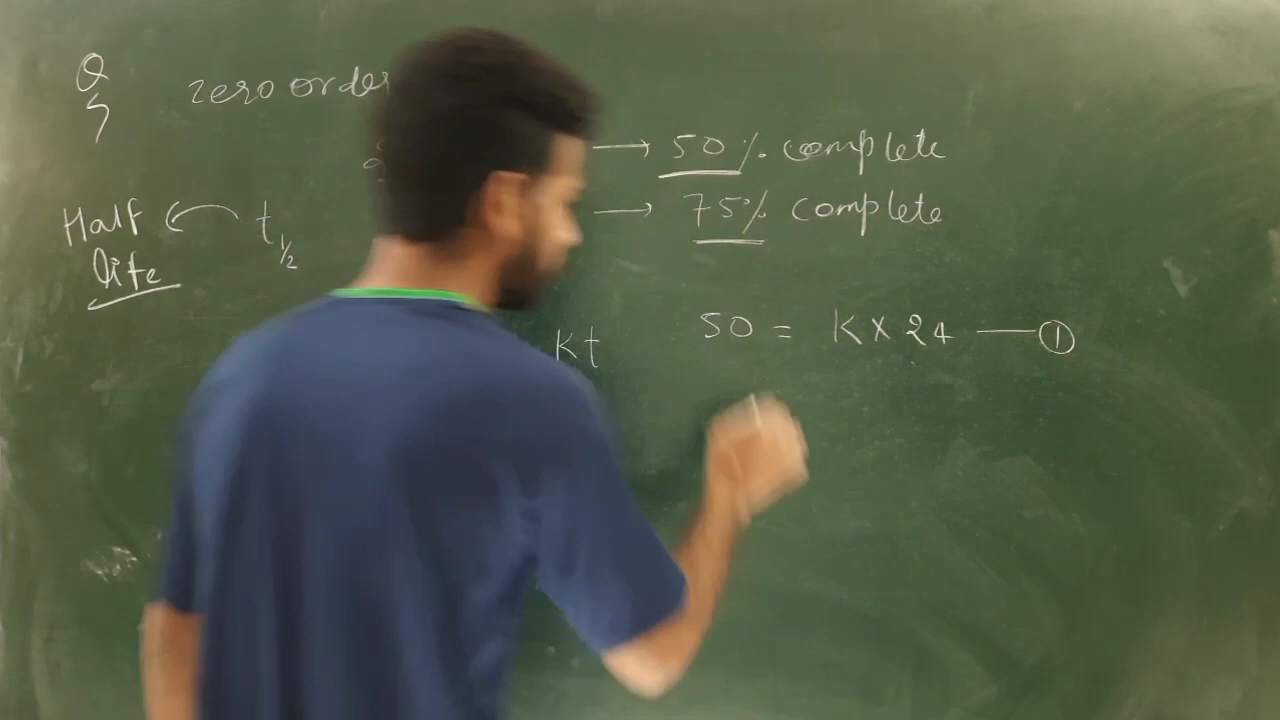 Q
zero order
→ 50% complete
→ 75% complete
Half life ← t1/2
Kt
50 = K × 24 — ①